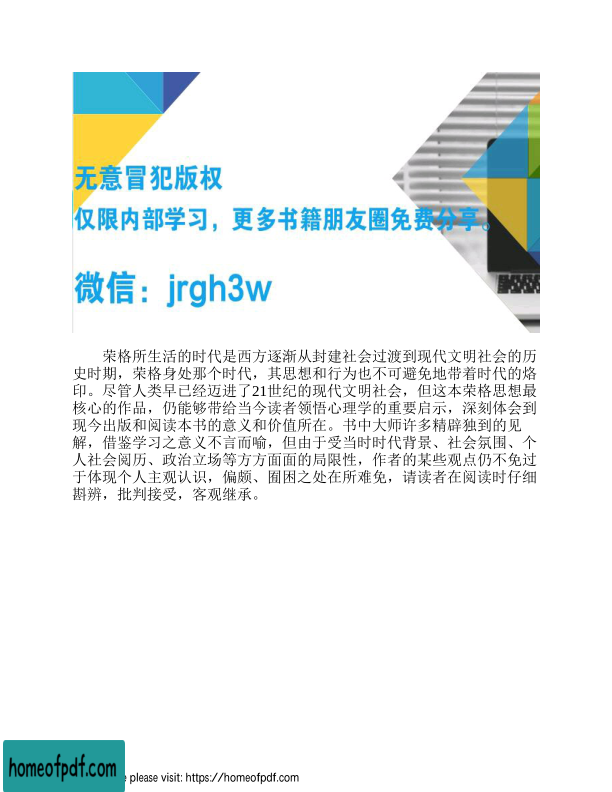 无意冒犯版权
仅限内部学习，更多书籍朋友圈免费分享。
微信：jrgh3w
荣格所生活的时代是西方逐渐从封建社会过渡到现代文明社会的历
史时期，荣格身处那个时代，其思想和行为也不可避免地带着时代的烙
印。尽管人类早已经迈进了21世纪的现代文明社会，但这本荣格思想最
核心的作品，仍能够带给当今读者领悟心理学的重要启示，深刻体会到
现今出版和阅读本书的意义和价值所在。书中大师许多精辟独到的见
解，借鉴学习之意义不言而喻，但由于受当时时代背景、社会氛围、个
人社会阅历、政治立场等方方面面的局限性，作者的某些观点仍不免过
于体现个人主观认识，偏颇、囿困之处在所难免，请读者在阅读时仔细
斟辨，批判接受，客观继承。
homeofpdf.com
e please visit: https://homeofpdf.com